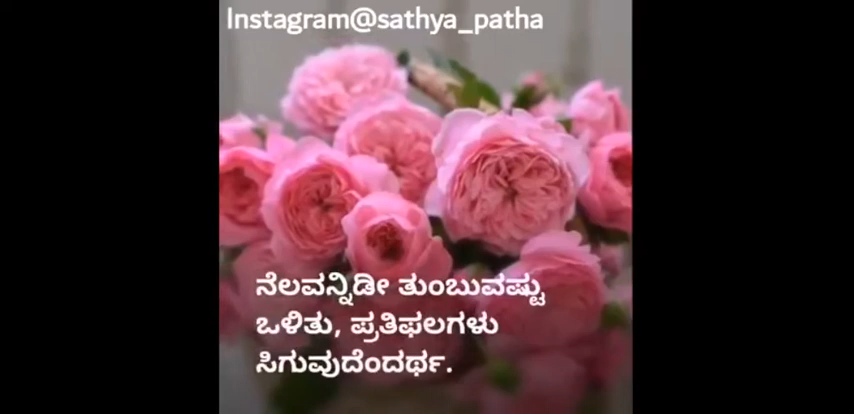 Instagram@sathya_patha
ನೆಲವನ್ನಿಡೀ ತುಂಬುವಷ್ಟು
ಒಳಿತು, ಪ್ರತಿಫಲಗಳು
ಸಿಗುವುದೆಂದರ್ಥ.